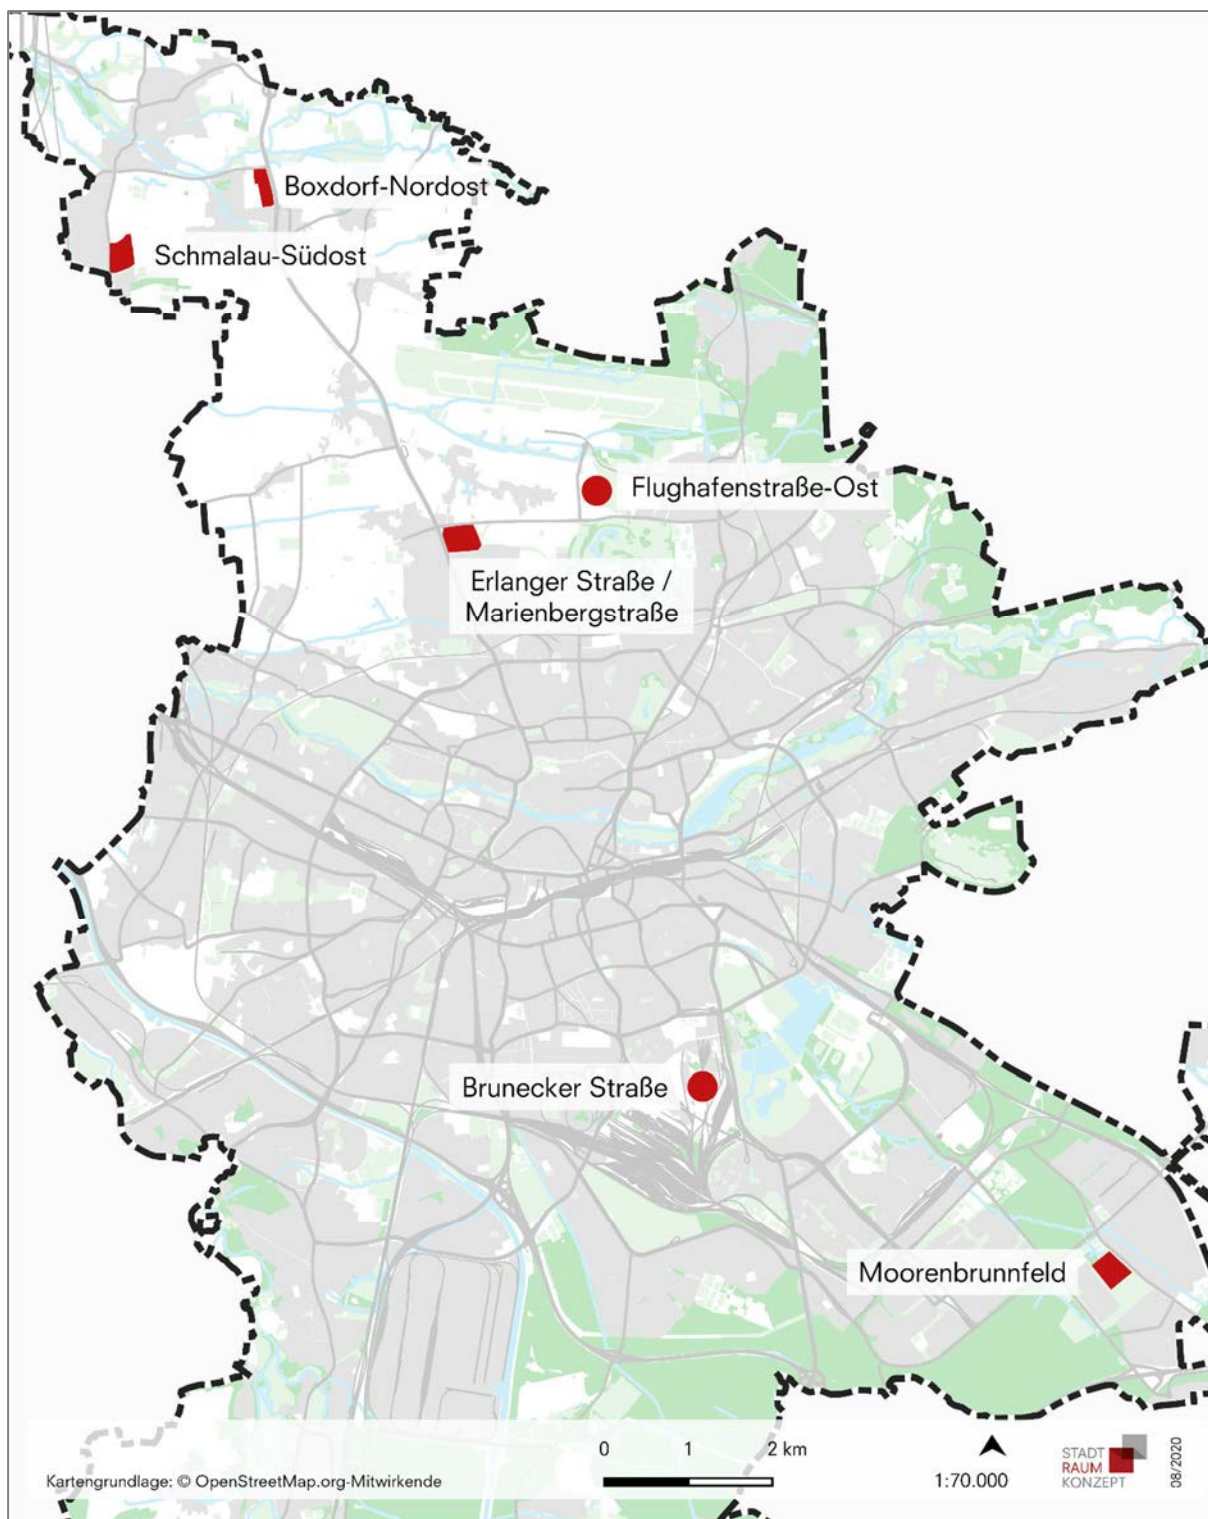 Boxdorf-Nordost
Schmalau-Südost
Flughafenstraße-Ost
Erlanger Straße /
Marienbergstraße
Brunecker Straße
Moorenbrunnfeld
0 1 2 km
Kartengrundlage: © OpenStreetMap.org-Mitwirkende
1:70.000
STADT
RAUM
KONZEPT
08/2020